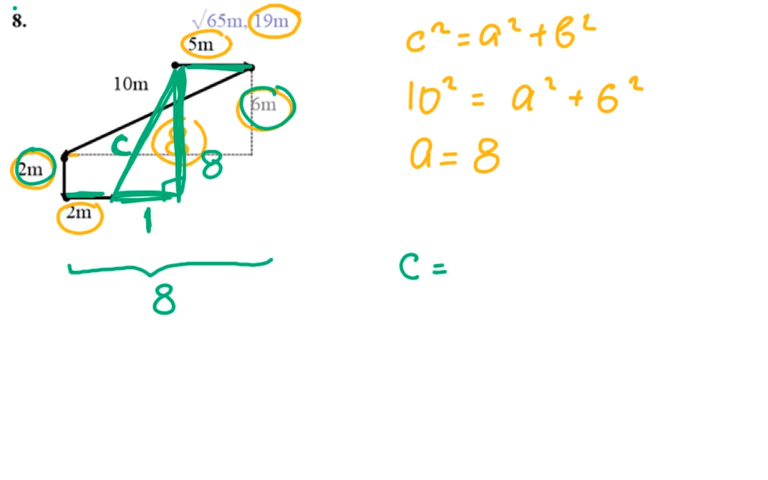 8.
√65m, 19m
5m
10m
6m
C
8
8
2m
2m
1
8
c² = a² + b²
10² = a² + 6²
a = 8
c =